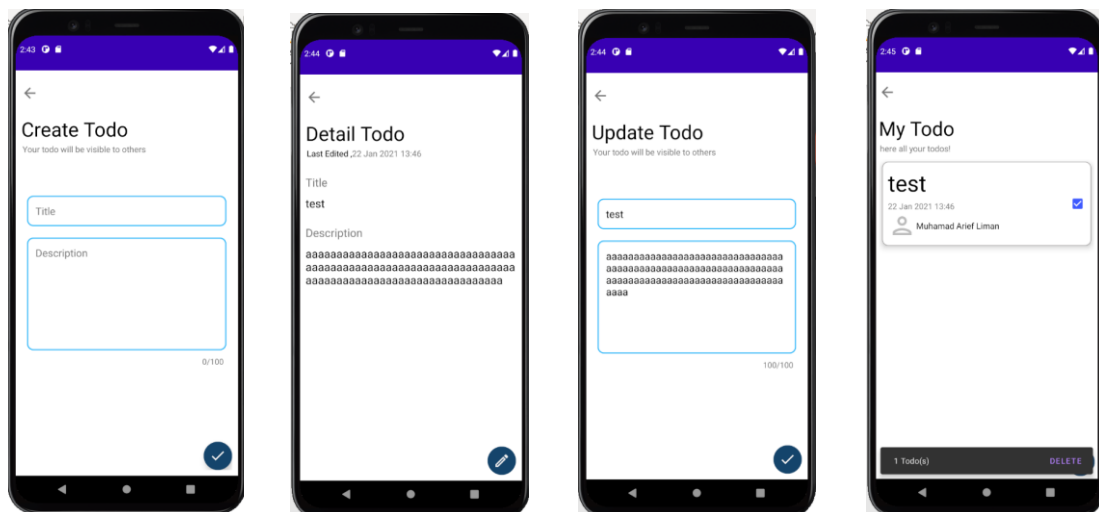 2:43
Create Todo
Your todo will be visible to others
Title
Description
0/100
2:44
Detail Todo
Last Edited ,22 Jan 2021 13:46
Title
test
Description
aaaaaaaaaaaaaaaaaaaaaaaaaaaaaaaaaa
aaaaaaaaaaaaaaaaaaaaaaaaaaaaaaaaaa
aaaaaaaaaaaaaaaaaaaaaaaaaaaaaaaa
2:44
Update Todo
Your todo will be visible to others
test
aaaaaaaaaaaaaaaaaaaaaaaaaaaaaaaa
aaaaaaaaaaaaaaaaaaaaaaaaaaaaaaaa
aaaaaaaaaaaaaaaaaaaaaaaaaaaaaaaa
aaaa
100/100
2:45
My Todo
here all your todos!
test
22 Jan 2021 13:46
Muhamad Arief Liman
1 Todo(s)
DELETE